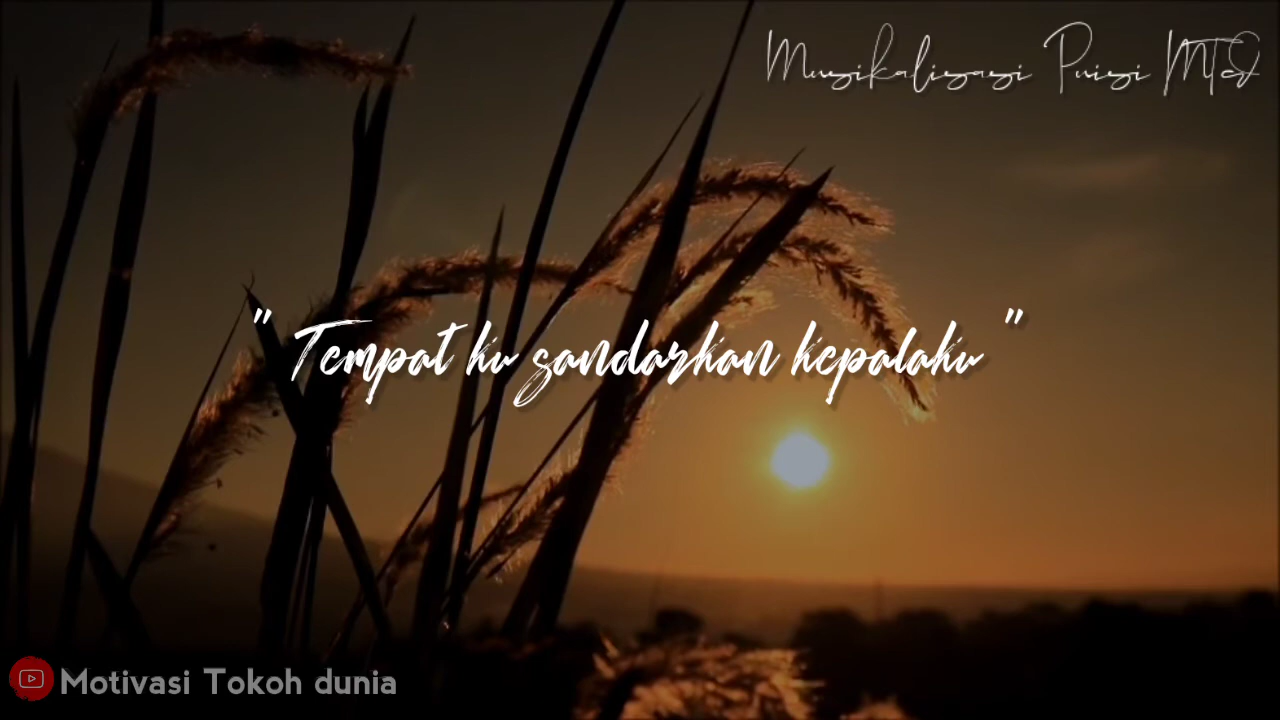 Musikalisasi Puisi MTd
" Tempat ku sandarkan kepalaku "
Motivasi Tokoh dunia